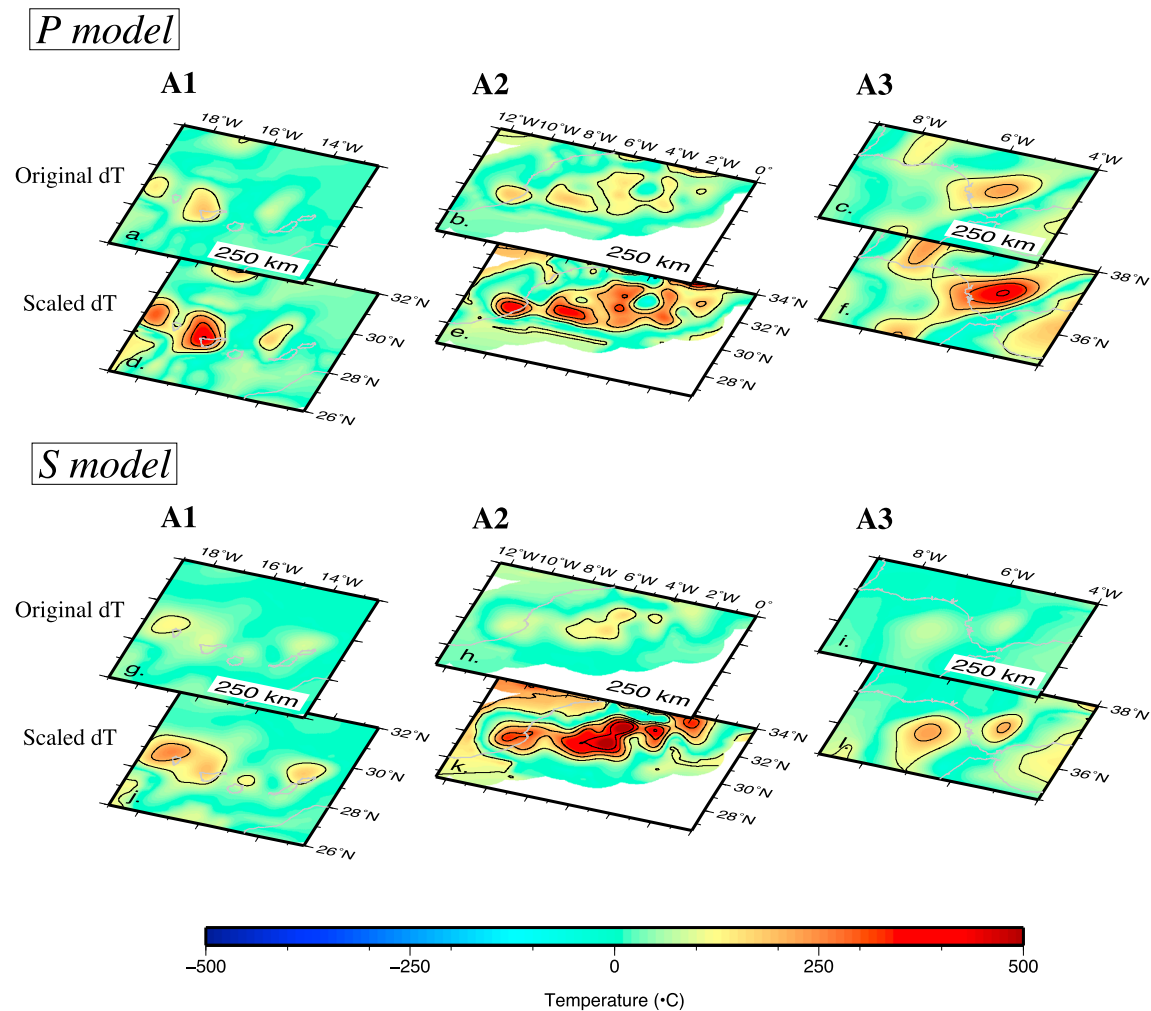 P model
A1 A2 A3
18°W 16°W 14°W
12°W 10°W 8°W 6°W 4°W 2°W 0°
8°W 6°W 4°W
Original dT
a. b. c.
250 km 250 km 250 km
Scaled dT
d. e. f.
32°N 30°N 28°N 26°N
34°N 32°N 30°N 28°N
38°N 36°N
S model
A1 A2 A3
18°W 16°W 14°W
12°W 10°W 8°W 6°W 4°W 2°W 0°
8°W 6°W 4°W
Original dT
g. h. i.
250 km 250 km 250 km
Scaled dT
j. k. l.
32°N 30°N 28°N 26°N
34°N 32°N 30°N 28°N
38°N 36°N
−500 −250 0 250 500
Temperature (•C)